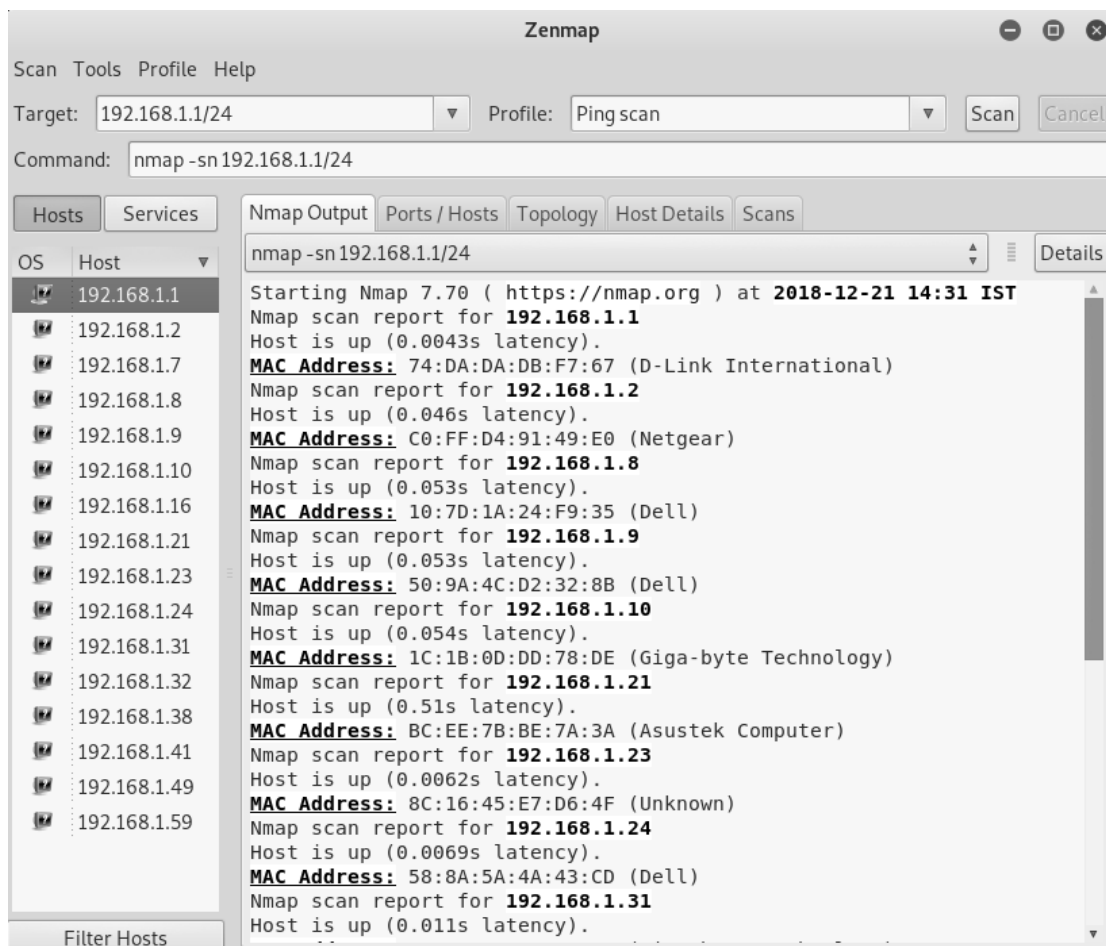 Zenmap
Scan Tools Profile Help
Target: 192.168.1.1/24 Profile: Ping scan Scan Cancel
Command: nmap -sn 192.168.1.1/24
Hosts Services
OS Host
192.168.1.1
192.168.1.2
192.168.1.7
192.168.1.8
192.168.1.9
192.168.1.10
192.168.1.16
192.168.1.21
192.168.1.23
192.168.1.24
192.168.1.31
192.168.1.32
192.168.1.38
192.168.1.41
192.168.1.49
192.168.1.59
Filter Hosts
Nmap Output Ports / Hosts Topology Host Details Scans
nmap -sn 192.168.1.1/24 Details
Starting Nmap 7.70 ( https://nmap.org ) at 2018-12-21 14:31 IST
Nmap scan report for 192.168.1.1
Host is up (0.0043s latency).
MAC Address: 74:DA:DA:DB:F7:67 (D-Link International)
Nmap scan report for 192.168.1.2
Host is up (0.046s latency).
MAC Address: C0:FF:D4:91:49:E0 (Netgear)
Nmap scan report for 192.168.1.8
Host is up (0.053s latency).
MAC Address: 10:7D:1A:24:F9:35 (Dell)
Nmap scan report for 192.168.1.9
Host is up (0.053s latency).
MAC Address: 50:9A:4C:D2:32:8B (Dell)
Nmap scan report for 192.168.1.10
Host is up (0.054s latency).
MAC Address: 1C:1B:0D:DD:78:DE (Giga-byte Technology)
Nmap scan report for 192.168.1.21
Host is up (0.51s latency).
MAC Address: BC:EE:7B:BE:7A:3A (Asustek Computer)
Nmap scan report for 192.168.1.23
Host is up (0.0062s latency).
MAC Address: 8C:16:45:E7:D6:4F (Unknown)
Nmap scan report for 192.168.1.24
Host is up (0.0069s latency).
MAC Address: 58:8A:5A:4A:43:CD (Dell)
Nmap scan report for 192.168.1.31
Host is up (0.011s latency).